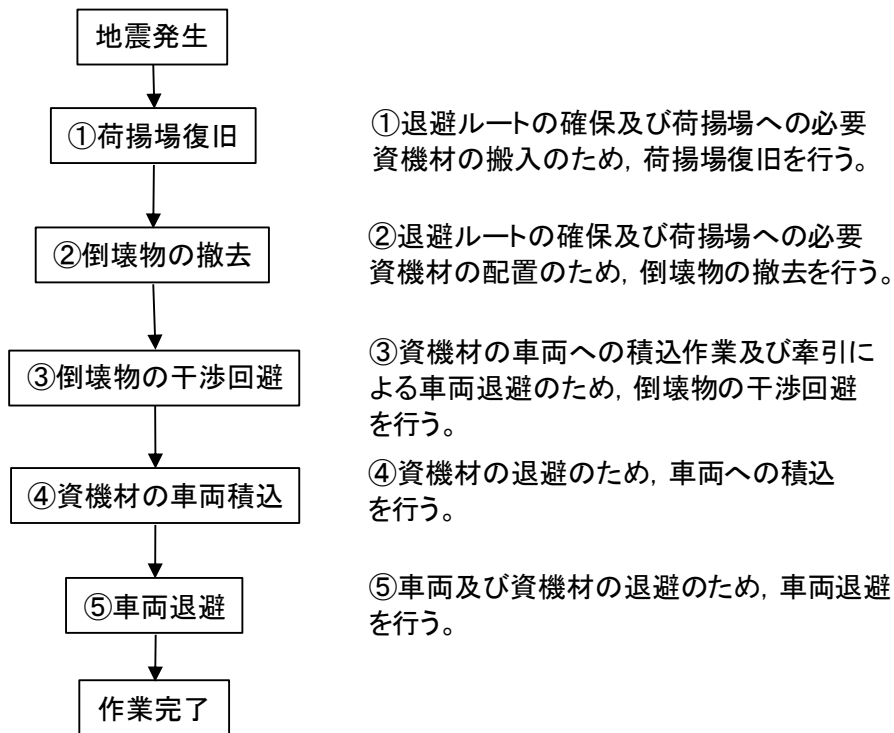 地震発生
①荷揚場復旧
①退避ルートの確保及び荷揚場への必要
資機材の搬入のため，荷揚場復旧を行う。
②倒壊物の撤去
②退避ルートの確保及び荷揚場への必要
資機材の配置のため，倒壊物の撤去を行う。
③倒壊物の干渉回避
③資機材の車両への積込作業及び牽引に
よる車両退避のため，倒壊物の干渉回避
を行う。
④資機材の車両積込
④資機材の退避のため，車両への積込
を行う。
⑤車両退避
⑤車両及び資機材の退避のため，車両退避
を行う。
作業完了